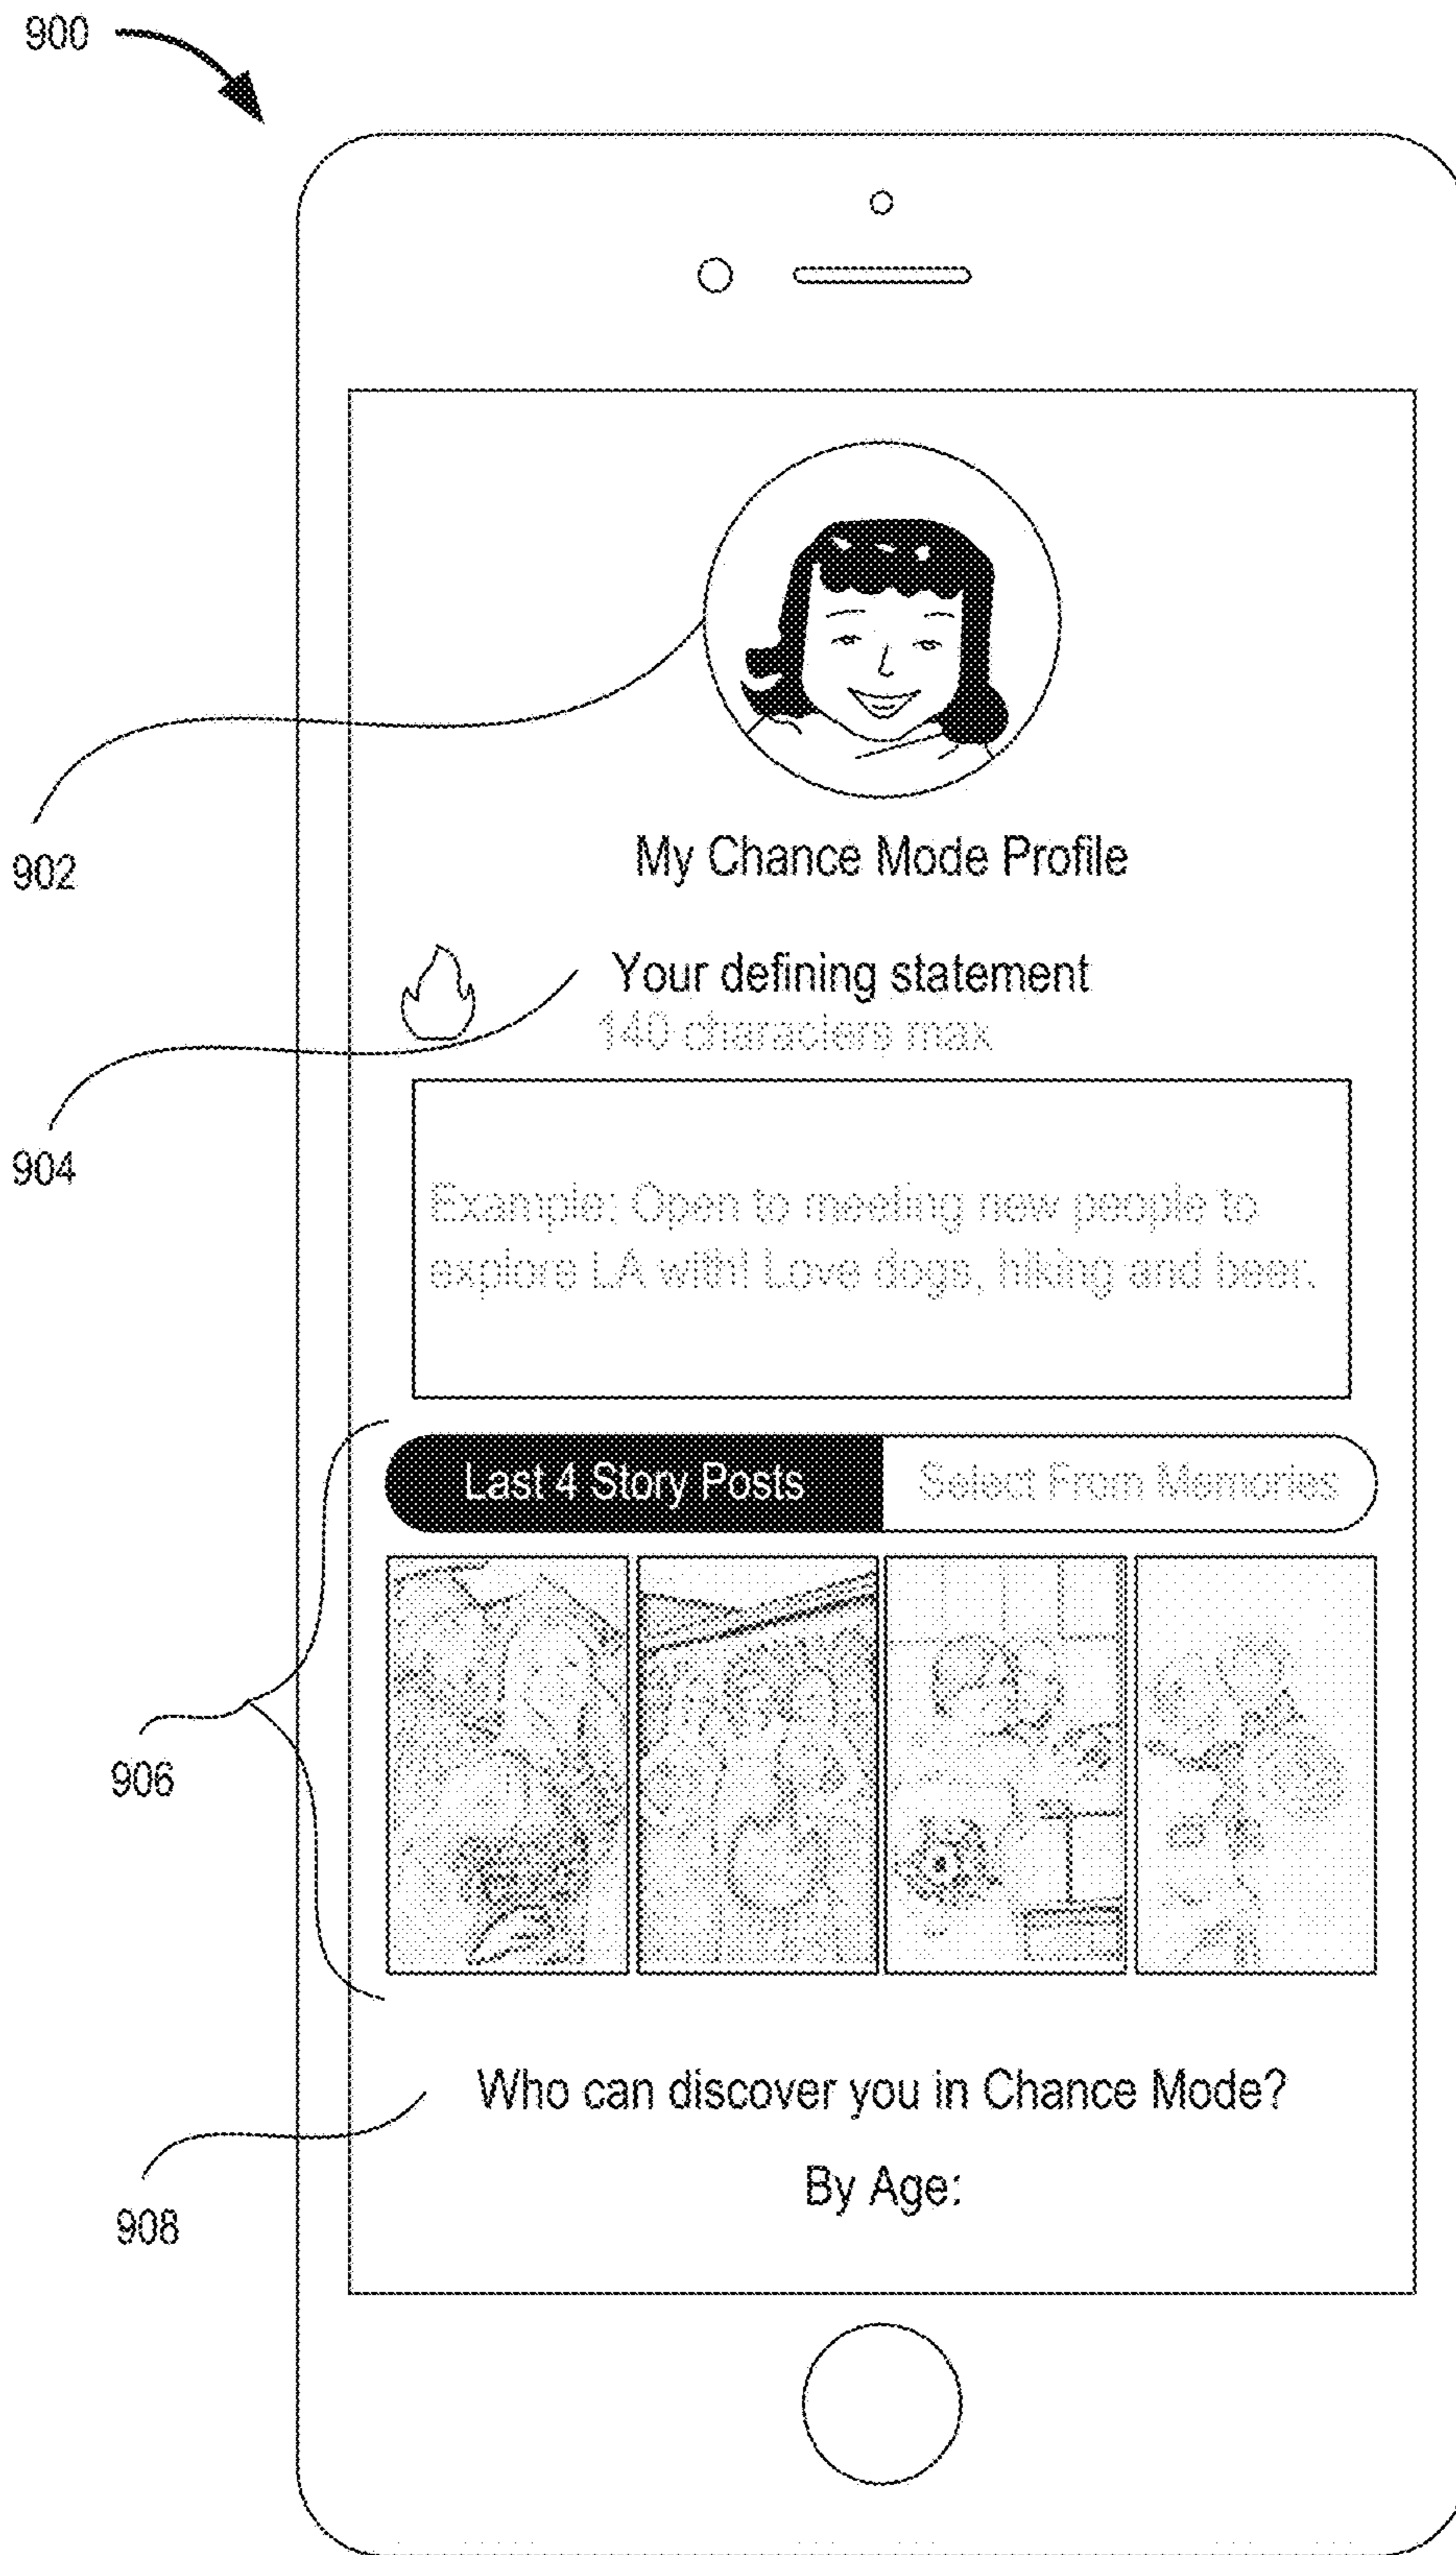 900
902
My Chance Mode Profile
Your defining statement
140 characters max
904
Example: Open to meeting new people to
explore LA with! Love dogs, hiking and beer.
Last 4 Story Posts
Select From Memories
906
Who can discover you in Chance Mode?
By Age:
908